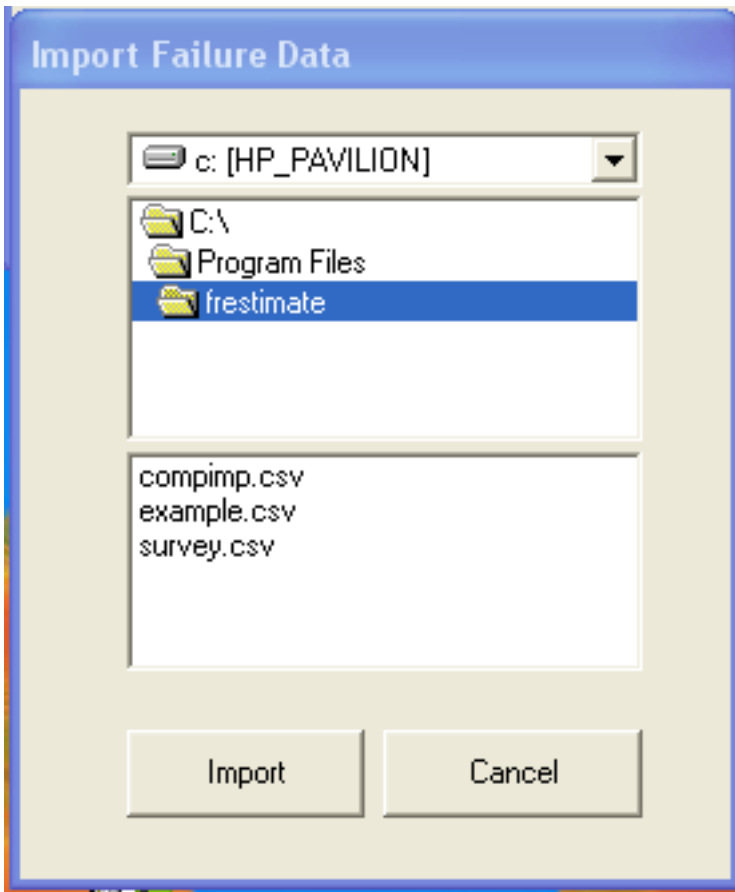 Import Failure Data
c: [HP_PAVILION]
C:\
Program Files
frestimate
compimp.csv
example.csv
survey.csv
Import
Cancel